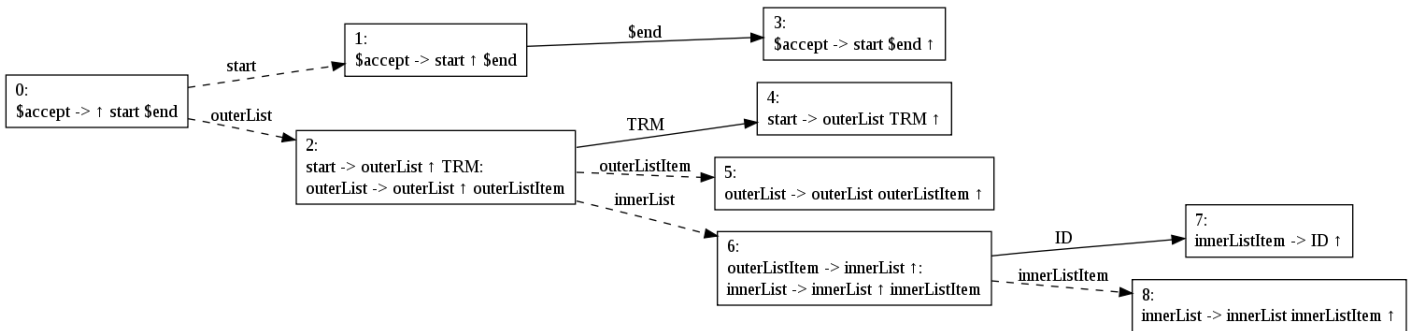 0:
$accept -> ↑ start $end
start
outerList
1:
$accept -> start ↑ $end
$end
3:
$accept -> start $end ↑
2:
start -> outerList ↑ TRM:
outerList -> outerList ↑ outerListItem
TRM
outerListItem
innerList
4:
start -> outerList TRM ↑
5:
outerList -> outerList outerListItem ↑
6:
outerListItem -> innerList ↑:
innerList -> innerList ↑ innerListItem
ID
innerListItem
7:
innerListItem -> ID ↑
8:
innerList -> innerList innerListItem ↑